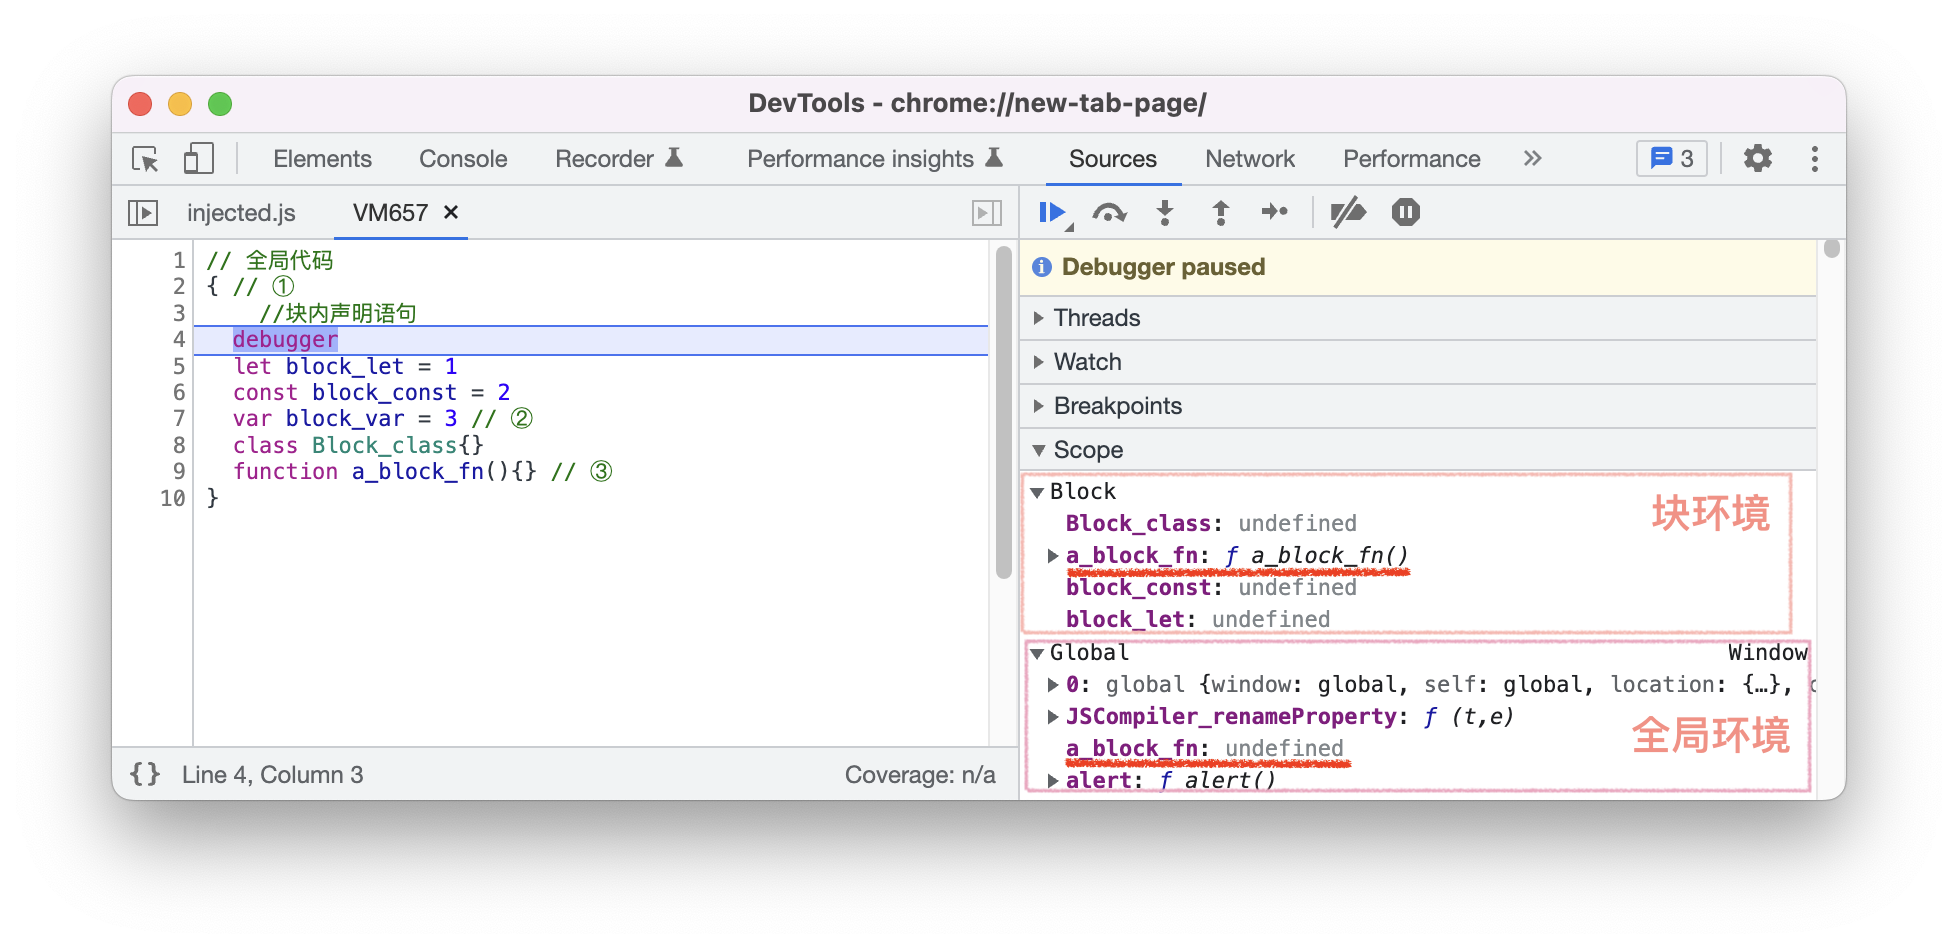 DevTools - chrome://new-tab-page/
Elements Console Recorder Performance insights Sources Network Performance » 3
injected.js VM657 ×
1 // 全局代码
2 { // ①
3 //块内声明语句
4 debugger
5 let block_let = 1
6 const block_const = 2
7 var block_var = 3 // ②
8 class Block_class{}
9 function a_block_fn(){} // ③
10 }
{} Line 4, Column 3 Coverage: n/a
Debugger paused
Threads
Watch
Breakpoints
Scope
Block
块环境
Block_class: undefined
a_block_fn: ƒ a_block_fn()
block_const: undefined
block_let: undefined
Global Window
0: global {window: global, self: global, location: {…},
JSCompiler_renameProperty: ƒ (t,e)
全局环境
a_block_fn: undefined
alert: ƒ alert()